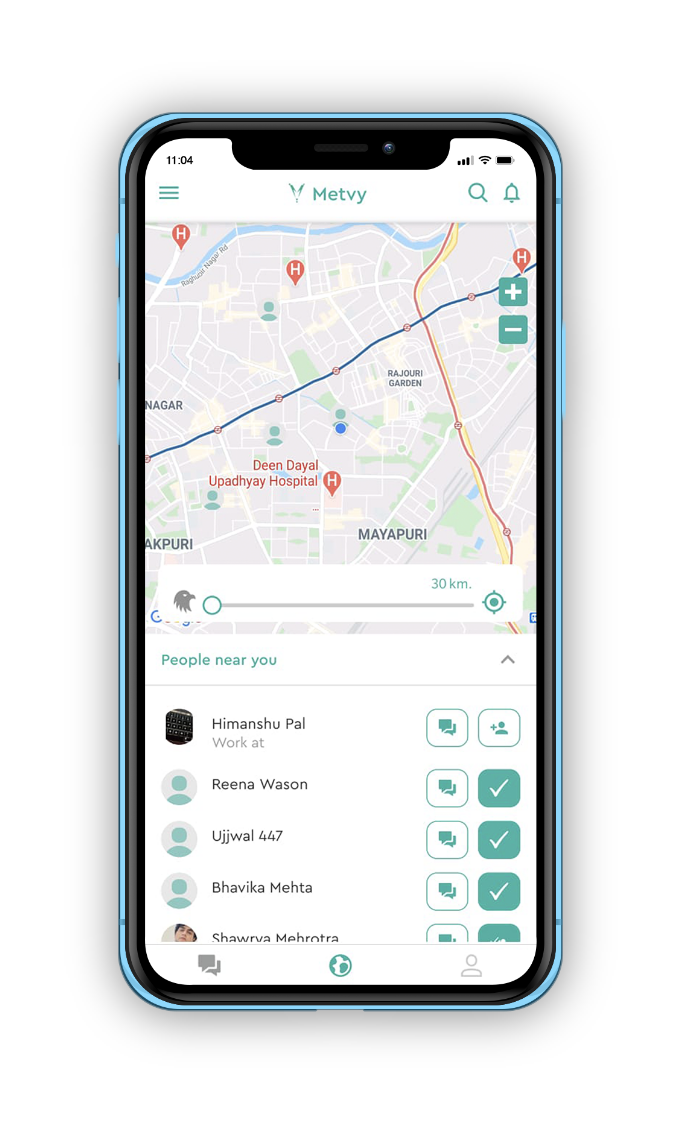 11:04
Metvy
H
H
H
Raghupat Nagar Rd
RAJOURI
GARDEN
NAGAR
Deen Dayal
Upadhyay Hospital
H
MAYAPURI
AKPURI
30 km.
Google
People near you
Himanshu Pal
Work at
Reena Wason
Ujjwal 447
Bhavika Mehta
Shawrya Mehrotra